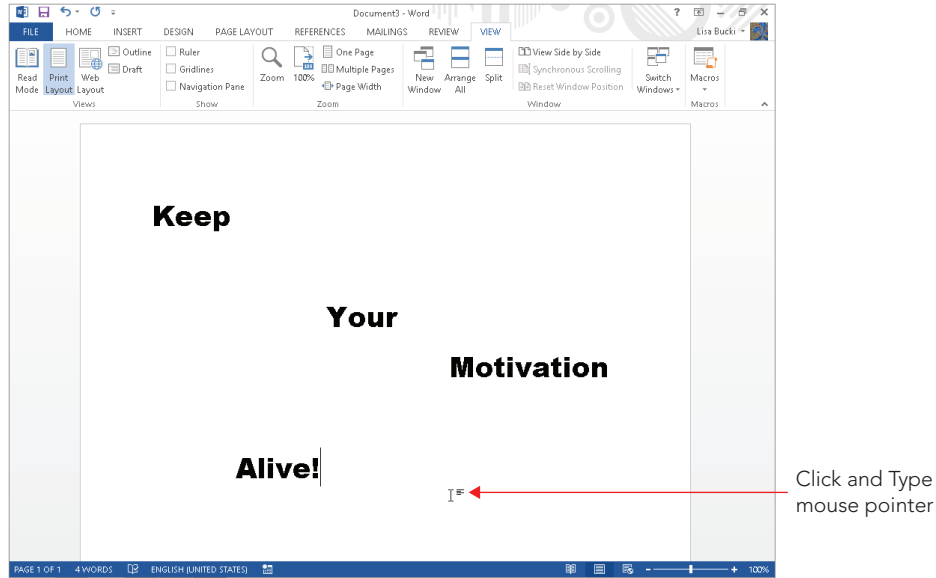 Document3 - Word
FILE HOME INSERT DESIGN PAGE LAYOUT REFERENCES MAILINGS REVIEW VIEW Lisa Bucki
Read Mode
Print Layout
Web Layout
Outline
Draft
Views
Ruler
Gridlines
Navigation Pane
Show
Zoom
100%
One Page
Multiple Pages
Page Width
Zoom
New Window
Arrange All
Split
View Side by Side
Synchronous Scrolling
Reset Window Position
Window
Switch Windows
Macros
Macros
Keep
Your
Motivation
Alive!
Click and Type
mouse pointer
PAGE 1 OF 1 4 WORDS ENGLISH (UNITED STATES) 100%